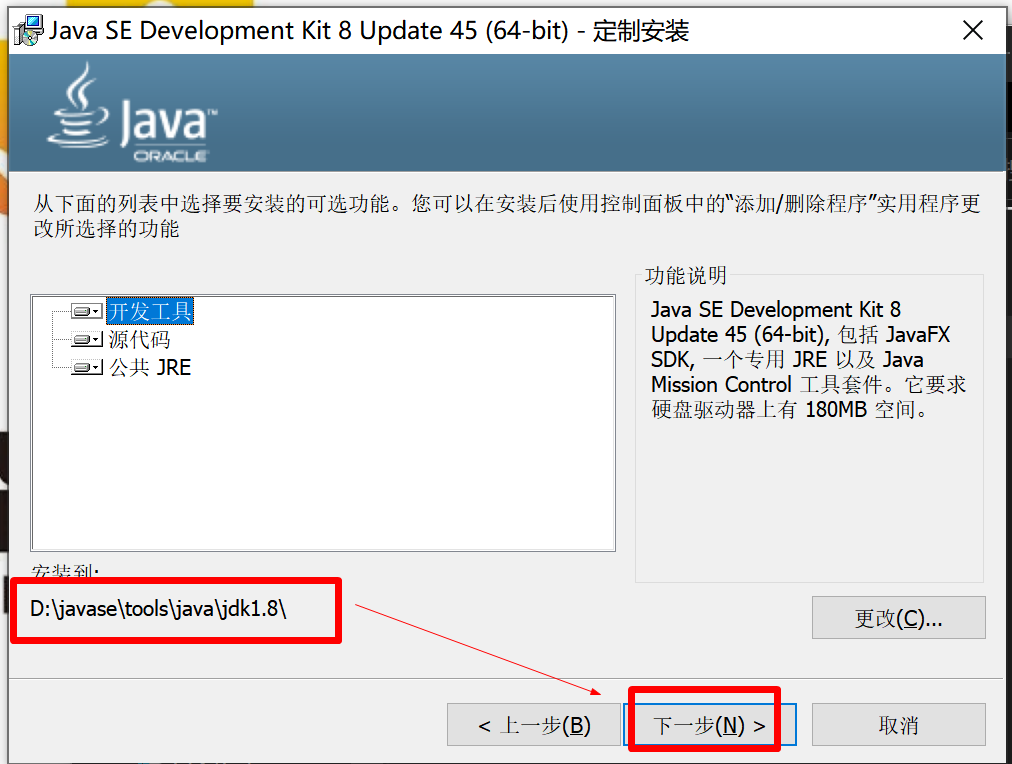 Java SE Development Kit 8 Update 45 (64-bit) - 定制安装
Java™
ORACLE
从下面的列表中选择要安装的可选功能。您可以在安装后使用控制面板中的“添加/删除程序”实用程序更
改所选择的功能
开发工具
源代码
公共 JRE
功能说明
Java SE Development Kit 8
Update 45 (64-bit), 包括 JavaFX
SDK, 一个专用 JRE 以及 Java
Mission Control 工具套件。它要求
硬盘驱动器上有 180MB 空间。
安装到:
D:\javase\tools\java\jdk1.8\
更改(C)...
< 上一步(B)
下一步(N) >
取消